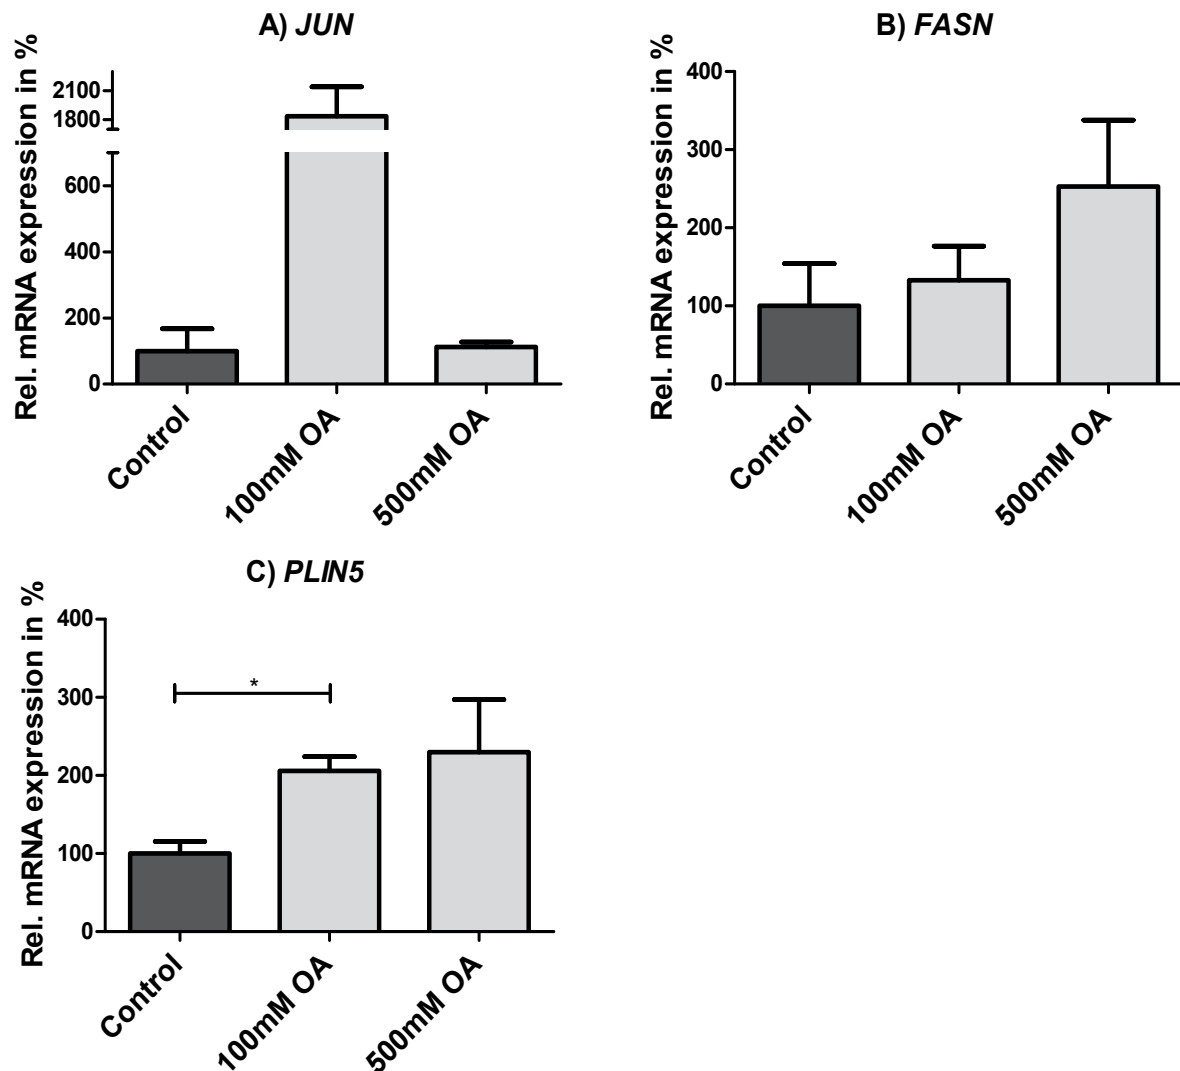 A) JUN
Rel. mRNA expression in %
2100
1800
600
400
200
0
Control
100mM OA
500mM OA
B) FASN
Rel. mRNA expression in %
400
300
200
100
0
Control
100mM OA
500mM OA
C) PLIN5
Rel. mRNA expression in %
400
300
200
100
0
*
Control
100mM OA
500mM OA